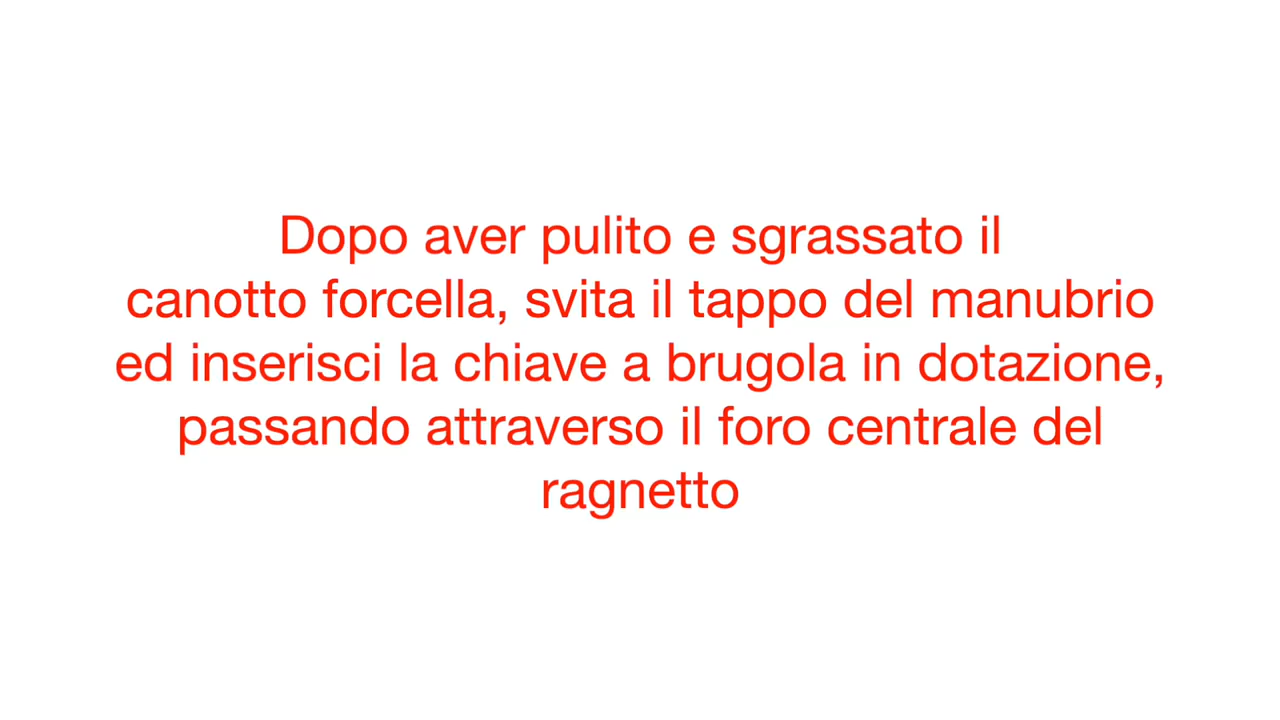 Dopo aver pulito e sgrassato il
canotto forcella, svita il tappo del manubrio
ed inserisci la chiave a brugola in dotazione,
passando attraverso il foro centrale del
ragnetto